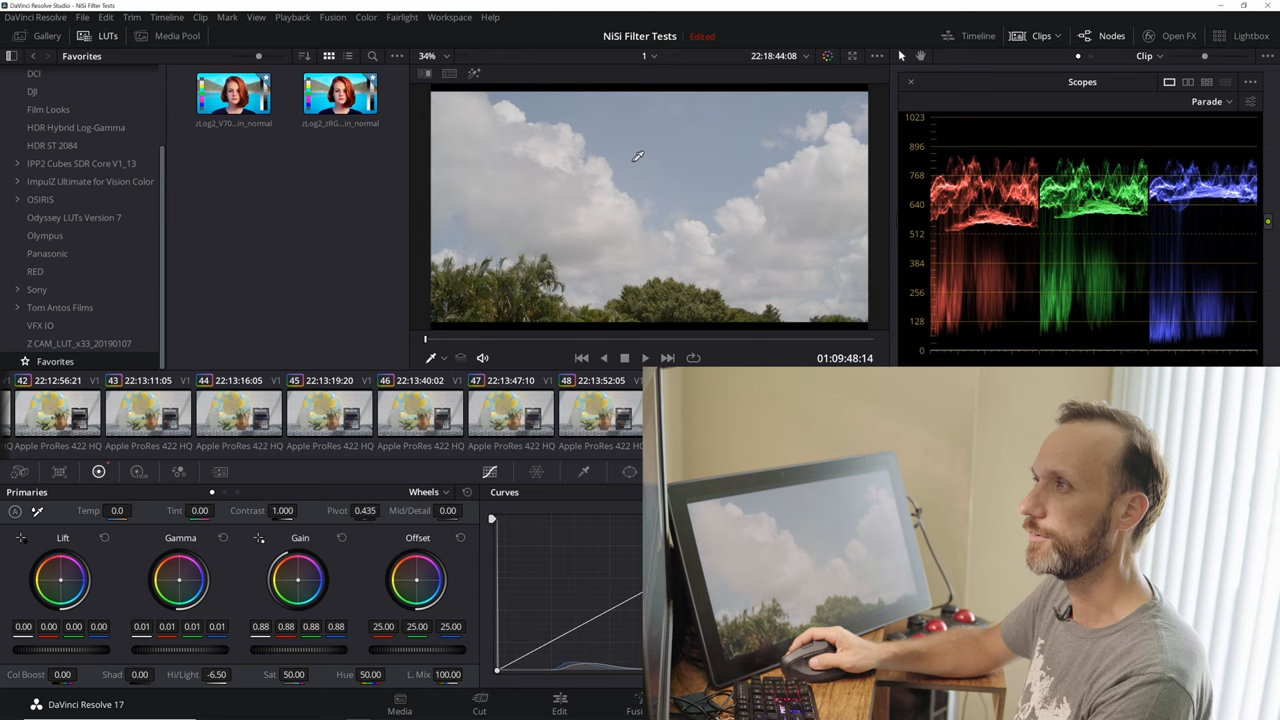 DaVinci Resolve Studio - NiSi Filter Tests
DaVinci Resolve File Edit Trim Timeline Clip Mark View Playback Fusion Color Fairlight Workspace Help
Gallery LUTs Media Pool NiSi Filter Tests Edited Timeline Clips Nodes Open FX Lightbox
Favorites 34% 1 22:18:44:08 Clip
DCI
DJI
Film Looks
HDR Hybrid Log-Gamma
HDR ST 2084
IPP2 Cubes SDR Core V1_13
ImpulZ Ultimate for Vision Color
OSIRIS
Odyssey LUTs Version 7
Olympus
Panasonic
RED
Sony
Tom Antos Films
VFX IO
Z CAM_LUT_x33_20190107
Favorites
zLog2_V70...in_normal zLog2_zRG...in_normal
Scopes
Parade
1023
896
768
640
512
384
256
128
0
01:09:48:14
42 22:12:56:21 V1 43 22:13:11:05 V1 44 22:13:16:05 V1 45 22:13:19:20 V1 46 22:13:40:02 V1 47 22:13:47:10 V1 48 22:13:52:05
HQ Apple ProRes 422 HQ Apple ProRes 422 HQ Apple ProRes 422 HQ Apple ProRes 422 HQ Apple ProRes 422 HQ Apple ProRes 422 HQ Apple ProRes 422 H
Primaries Wheels Curves
Temp 0.0 Tint 0.00 Contrast 1.000 Pivot 0.435 Mid/Detail 0.00
Lift Gamma Gain Offset
0.00 0.00 0.00 0.00 0.01 0.01 0.01 0.01 0.88 0.88 0.88 0.88 25.00 25.00 25.00
Col Boost 0.00 Shad 0.00 Hi/Light -6.50 Sat 50.00 Hue 50.00 L. Mix 100.00
DaVinci Resolve 17 Media Cut Edit Fusi